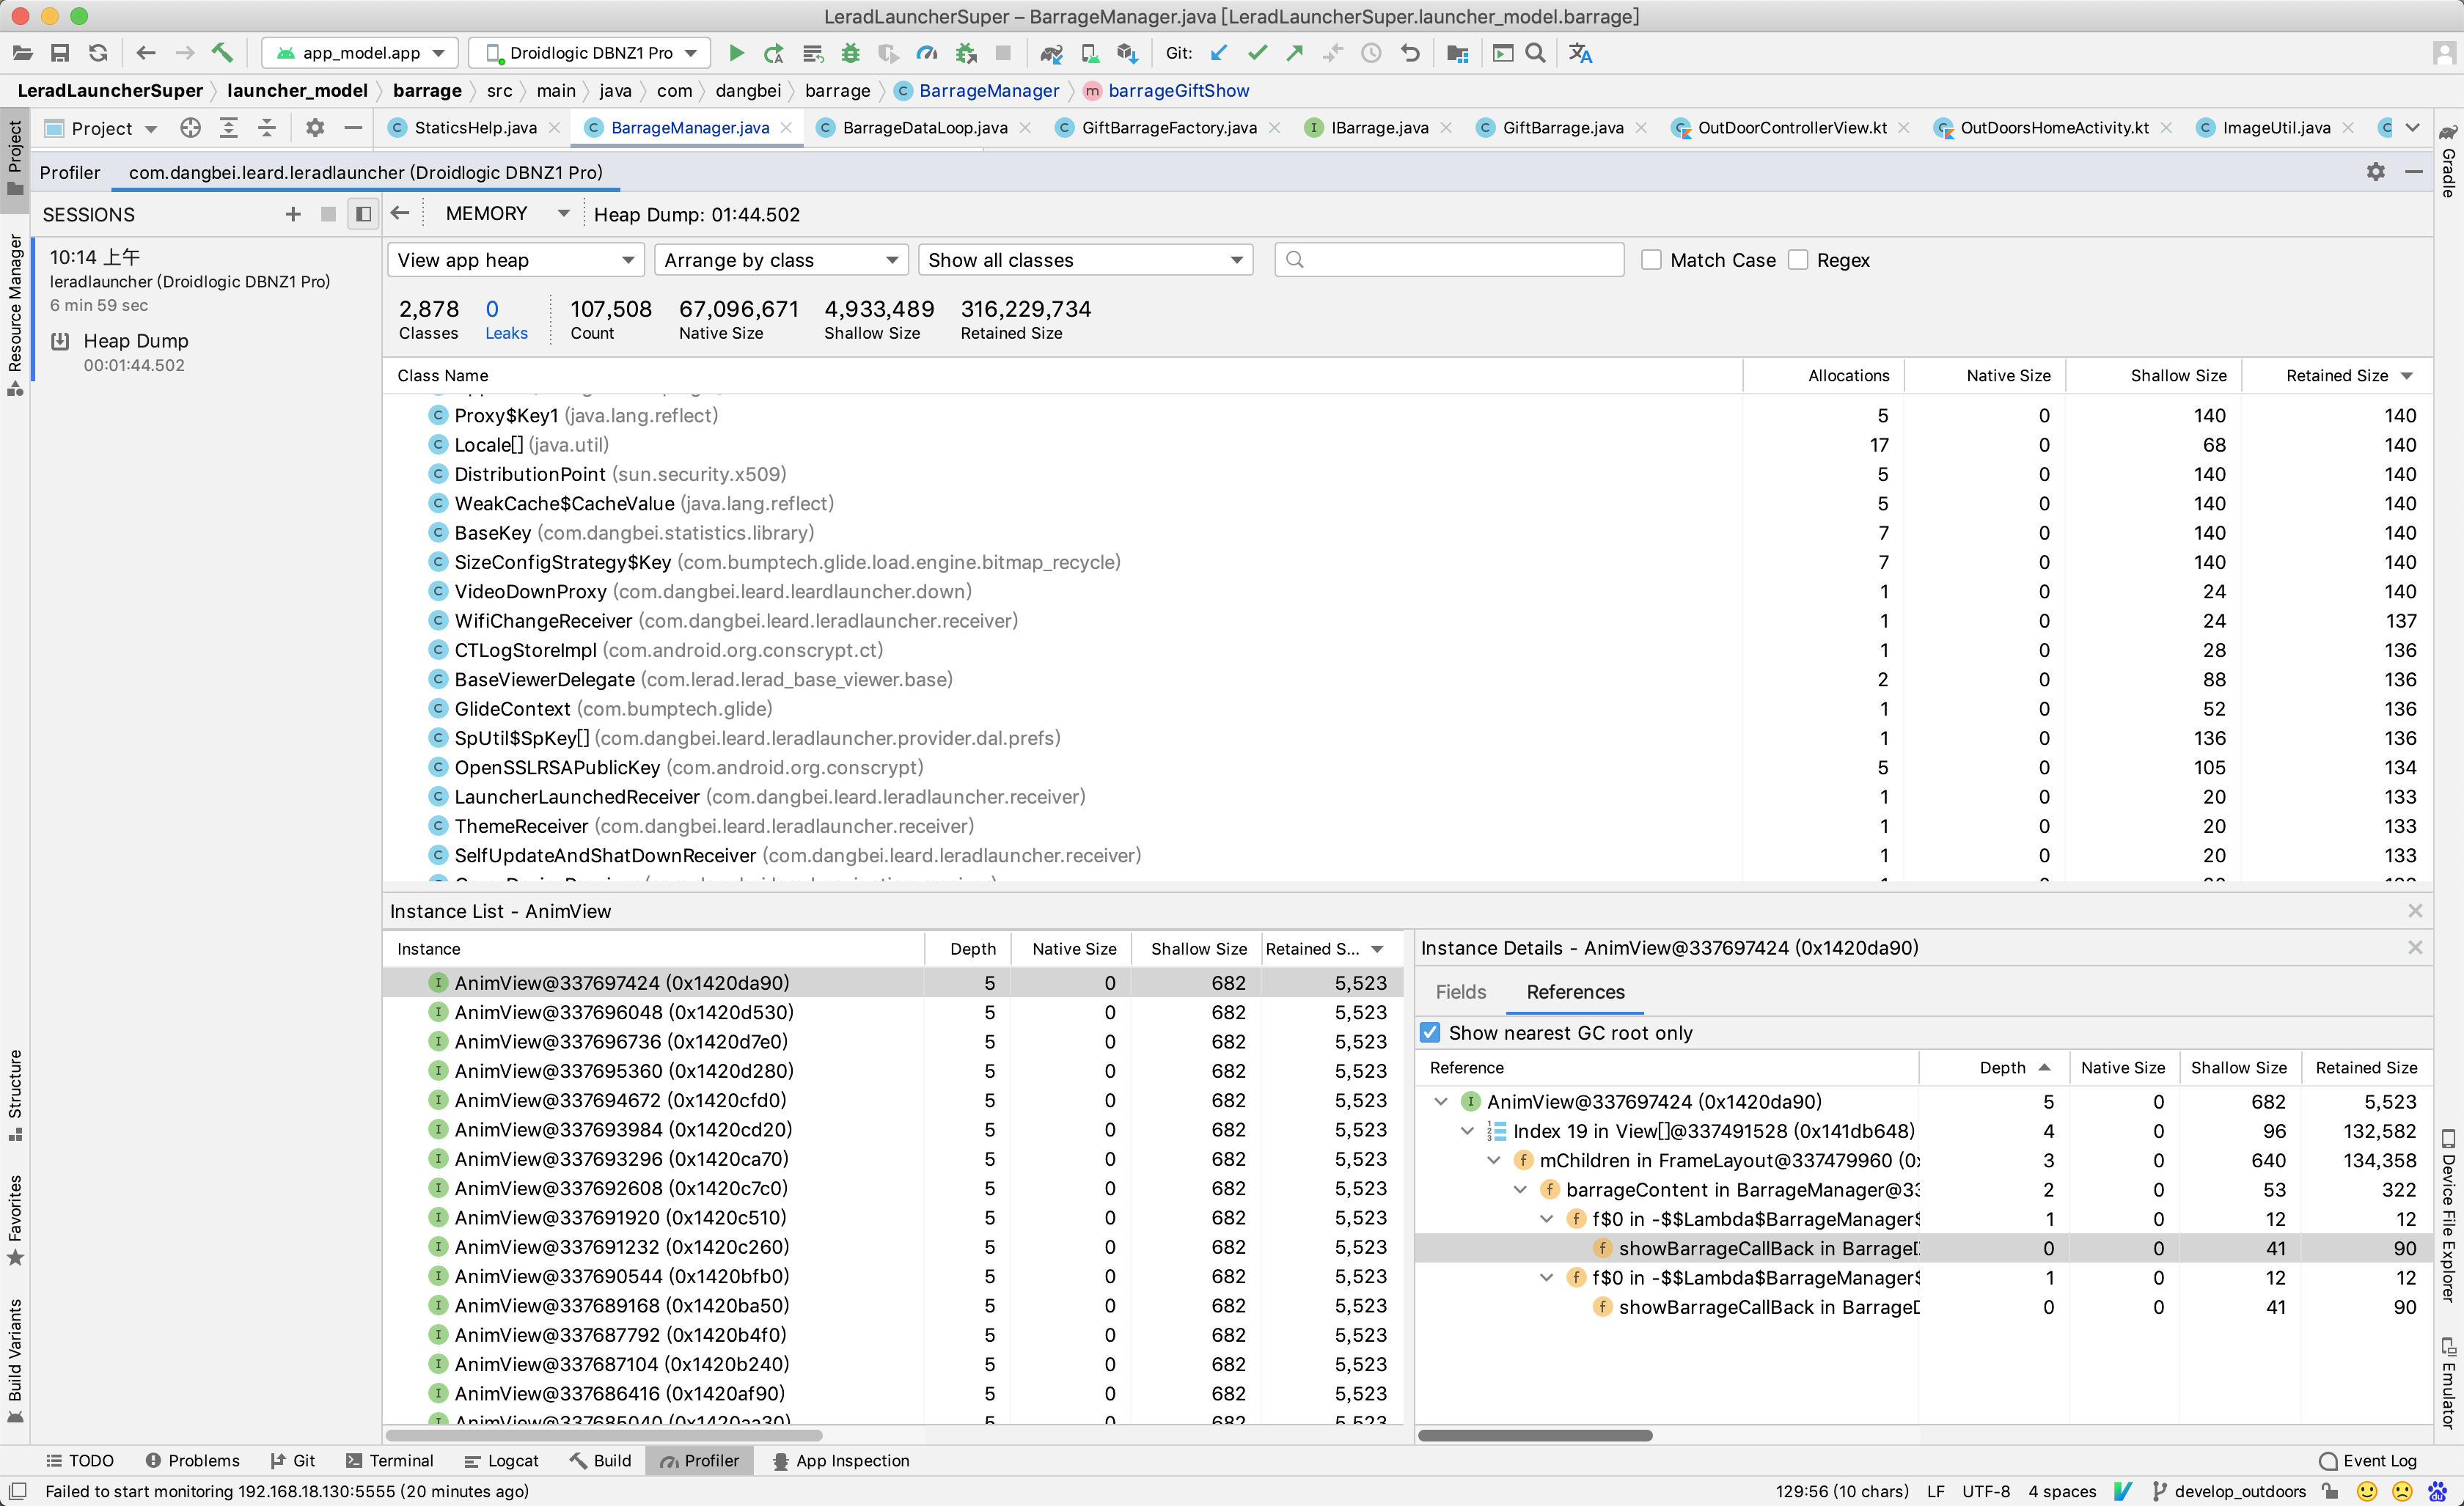 LeradLauncherSuper – BarrageManager.java [LeradLauncherSuper.launcher_model.barrage]
app_model.app
Droidlogic DBNZ1 Pro
Git:
LeradLauncherSuper launcher_model barrage src main java com dangbei barrage BarrageManager barrageGiftShow
Project StaticsHelp.java BarrageManager.java BarrageDataLoop.java GiftBarrageFactory.java IBarrage.java GiftBarrage.java OutDoorControllerView.kt OutDoorsHomeActivity.kt ImageUtil.java
Profiler com.dangbei.leard.leradlauncher (Droidlogic DBNZ1 Pro)
SESSIONS
MEMORY Heap Dump: 01:44.502
10:14 上午
leradlauncher (Droidlogic DBNZ1 Pro)
6 min 59 sec
Heap Dump
00:01:44.502
View app heap Arrange by class Show all classes Match Case Regex
2,878 0 107,508 67,096,671 4,933,489 316,229,734
Classes Leaks Count Native Size Shallow Size Retained Size
Class Name Allocations Native Size Shallow Size Retained Size
Proxy$Key1 (java.lang.reflect) 5 0 140 140
Locale[] (java.util) 17 0 68 140
DistributionPoint (sun.security.x509) 5 0 140 140
WeakCache$CacheValue (java.lang.reflect) 5 0 140 140
BaseKey (com.dangbei.statistics.library) 7 0 140 140
SizeConfigStrategy$Key (com.bumptech.glide.load.engine.bitmap_recycle) 7 0 140 140
VideoDownProxy (com.dangbei.leard.leardlauncher.down) 1 0 24 140
WifiChangeReceiver (com.dangbei.leard.leradlauncher.receiver) 1 0 24 137
CTLogStoreImpl (com.android.org.conscrypt.ct) 1 0 28 136
BaseViewerDelegate (com.lerad.lerad_base_viewer.base) 2 0 88 136
GlideContext (com.bumptech.glide) 1 0 52 136
SpUtil$SpKey[] (com.dangbei.leard.leradlauncher.provider.dal.prefs) 1 0 136 136
OpenSSLRSAPublicKey (com.android.org.conscrypt) 5 0 105 134
LauncherLaunchedReceiver (com.dangbei.leard.leradlauncher.receiver) 1 0 20 133
ThemeReceiver (com.dangbei.leard.leradlauncher.receiver) 1 0 20 133
SelfUpdateAndShatDownReceiver (com.dangbei.leard.leradlauncher.receiver) 1 0 20 133
Instance List - AnimView
Instance Depth Native Size Shallow Size Retained S...
AnimView@337697424 (0x1420da90) 5 0 682 5,523
AnimView@337696048 (0x1420d530) 5 0 682 5,523
AnimView@337696736 (0x1420d7e0) 5 0 682 5,523
AnimView@337695360 (0x1420d280) 5 0 682 5,523
AnimView@337694672 (0x1420cfd0) 5 0 682 5,523
AnimView@337693984 (0x1420cd20) 5 0 682 5,523
AnimView@337693296 (0x1420ca70) 5 0 682 5,523
AnimView@337692608 (0x1420c7c0) 5 0 682 5,523
AnimView@337691920 (0x1420c510) 5 0 682 5,523
AnimView@337691232 (0x1420c260) 5 0 682 5,523
AnimView@337690544 (0x1420bfb0) 5 0 682 5,523
AnimView@337689168 (0x1420ba50) 5 0 682 5,523
AnimView@337687792 (0x1420b4f0) 5 0 682 5,523
AnimView@337687104 (0x1420b240) 5 0 682 5,523
AnimView@337686416 (0x1420af90) 5 0 682 5,523
AnimView@337685040 (0x1420aa30) 5 0 682 5,523
Instance Details - AnimView@337697424 (0x1420da90)
Fields References
Show nearest GC root only
Reference Depth Native Size Shallow Size Retained Size
AnimView@337697424 (0x1420da90) 5 0 682 5,523
Index 19 in View[]@337491528 (0x141db648) 4 0 96 132,582
mChildren in FrameLayout@337479960 (0x 3 0 640 134,358
barrageContent in BarrageManager@33 2 0 53 322
f$0 in -$$Lambda$BarrageManager$ 1 0 12 12
showBarrageCallBack in BarrageD 0 0 41 90
f$0 in -$$Lambda$BarrageManager$ 1 0 12 12
showBarrageCallBack in BarrageD 0 0 41 90
Project
Resource Manager
Structure
Favorites
Build Variants
Gradle
Device File Explorer
Emulator
TODO Problems Git Terminal Logcat Build Profiler App Inspection Event Log
Failed to start monitoring 192.168.18.130:5555 (20 minutes ago) 129:56 (10 chars) LF UTF-8 4 spaces develop_outdoors